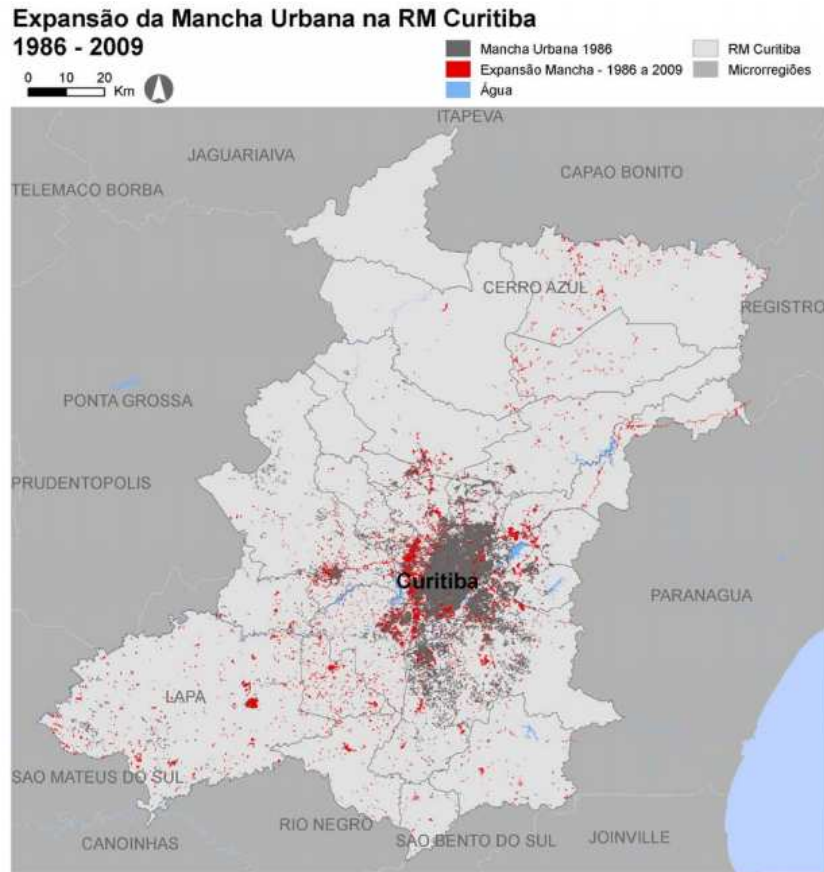 Expansão da Mancha Urbana na RM Curitiba
1986 - 2009
0 10 20
Km
Mancha Urbana 1986
Expansão Mancha - 1986 a 2009
Água
RM Curitiba
Microrregiões
ITAPEVA
JAGUARIAIVA
CAPAO BONITO
TELEMACO BORBA
CERRO AZUL
REGISTRO
PONTA GROSSA
PRUDENTOPOLIS
Curitiba
PARANAGUA
LAPA
SAO MATEUS DO SUL
RIO NEGRO
CANOINHAS
SAO BENTO DO SUL
JOINVILLE